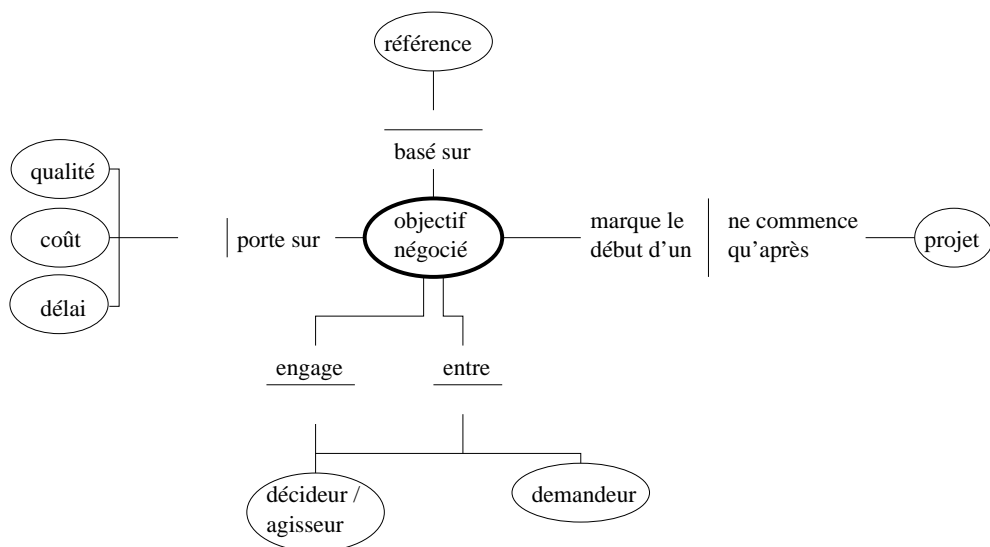 référence
basé sur
qualité
coût
délai
porte sur
objectif
négocié
marque le
début d'un
ne commence
qu'après
projet
engage
entre
décideur /
agisseur
demandeur